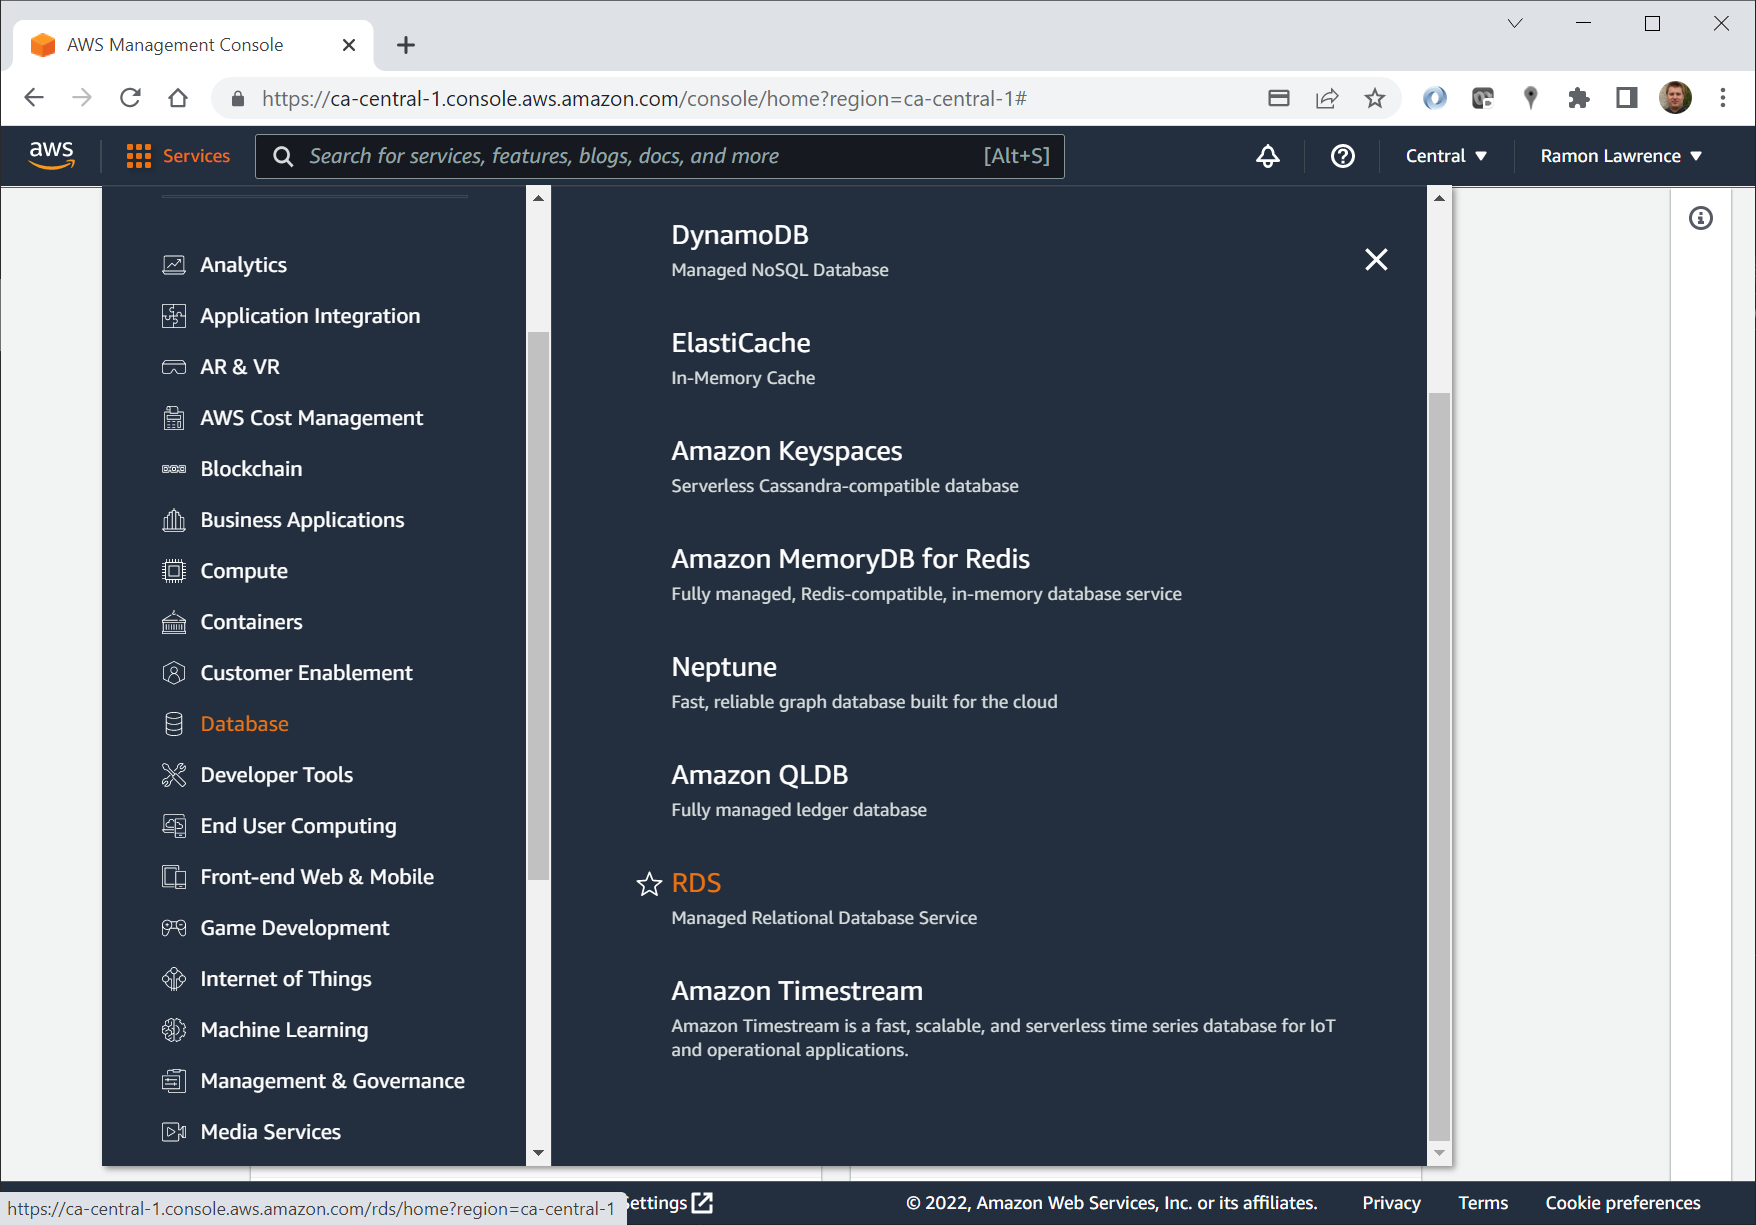 AWS Management Console
https://ca-central-1.console.aws.amazon.com/console/home?region=ca-central-1#
aws
Services
Search for services, features, blogs, docs, and more
[Alt+S]
Central
Ramon Lawrence
Analytics
Application Integration
AR & VR
AWS Cost Management
Blockchain
Business Applications
Compute
Containers
Customer Enablement
Database
Developer Tools
End User Computing
Front-end Web & Mobile
Game Development
Internet of Things
Machine Learning
Management & Governance
Media Services
DynamoDB
Managed NoSQL Database
ElastiCache
In-Memory Cache
Amazon Keyspaces
Serverless Cassandra-compatible database
Amazon MemoryDB for Redis
Fully managed, Redis-compatible, in-memory database service
Neptune
Fast, reliable graph database built for the cloud
Amazon QLDB
Fully managed ledger database
RDS
Managed Relational Database Service
Amazon Timestream
Amazon Timestream is a fast, scalable, and serverless time series database for IoT
and operational applications.
https://ca-central-1.console.aws.amazon.com/rds/home?region=ca-central-1
ettings
© 2022, Amazon Web Services, Inc. or its affiliates.
Privacy
Terms
Cookie preferences